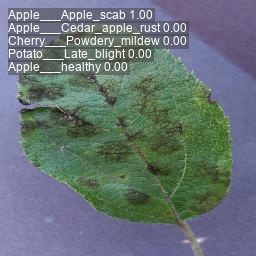 Apple___Apple_scab 1.00
Apple___Cedar_apple_rust 0.00
Cherry___Powdery_mildew 0.00
Potato___Late_blight 0.00
Apple___healthy 0.00